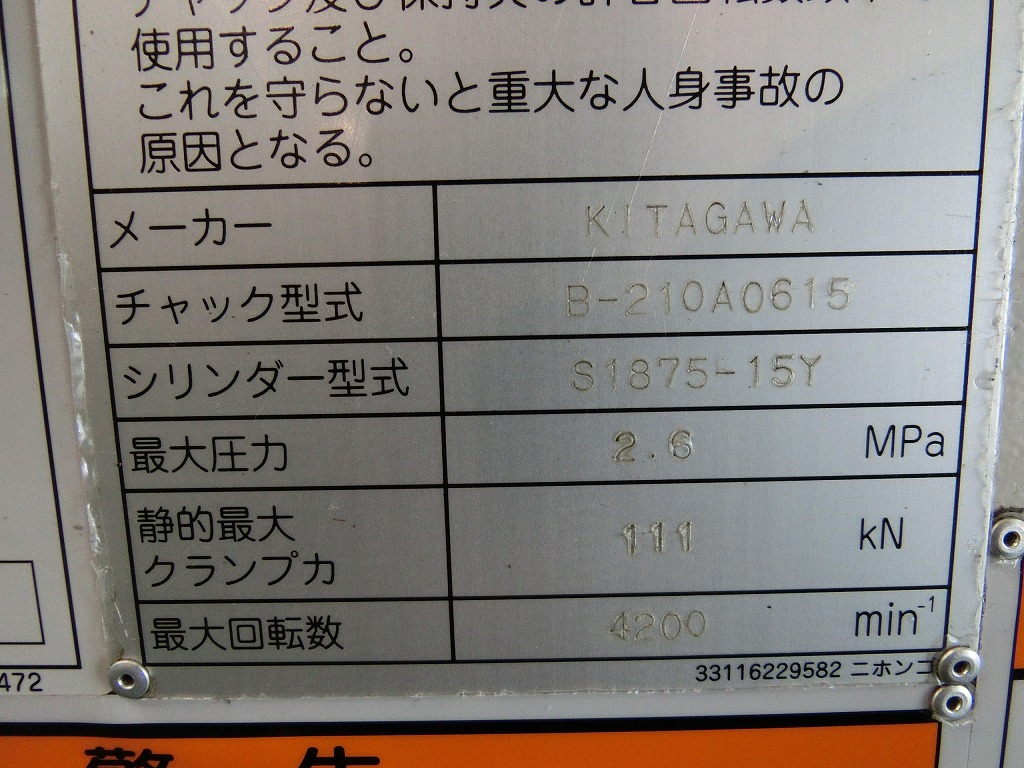 使用すること。
これを守らないと重大な人身事故の
原因となる。
メーカー KITAGAWA
チャック型式 B-210A0615
シリンダー型式 S1875-15Y
最大圧力 2.6 MPa
静的最大
クランプ力 111 kN
最大回転数 4200 min⁻¹
33116229582 ニホンゴ
472
警 告